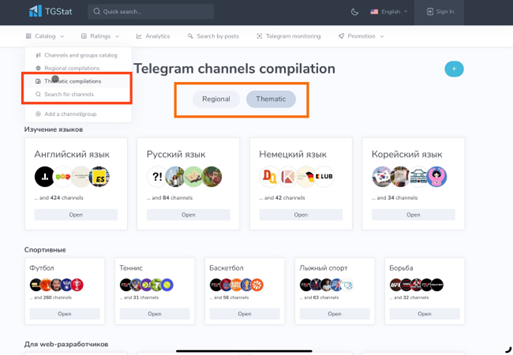 TGStat
Quick search...
English
Sign In
Catalog
Ratings
Analytics
Search by posts
Telegram monitoring
Promotion
Channels and groups catalog
Regional compilations
Thematic compilations
Search for channels
Add a channel/group
Telegram channels compilation
Regional
Thematic
Изучение языков
Английский язык
Русский язык
Немецкий язык
Корейский язык
... and 424 channels
... and 84 channels
... and 42 channels
... and 34 channels
Open
Open
Open
Open
Спортивные
Футбол
Теннис
Баскетбол
Лыжный спорт
Борьба
... and 260 channels
... and 31 channels
... and 56 channels
... and 63 channels
... and 32 channels
Open
Open
Open
Open
Open
Для web-разработчиков